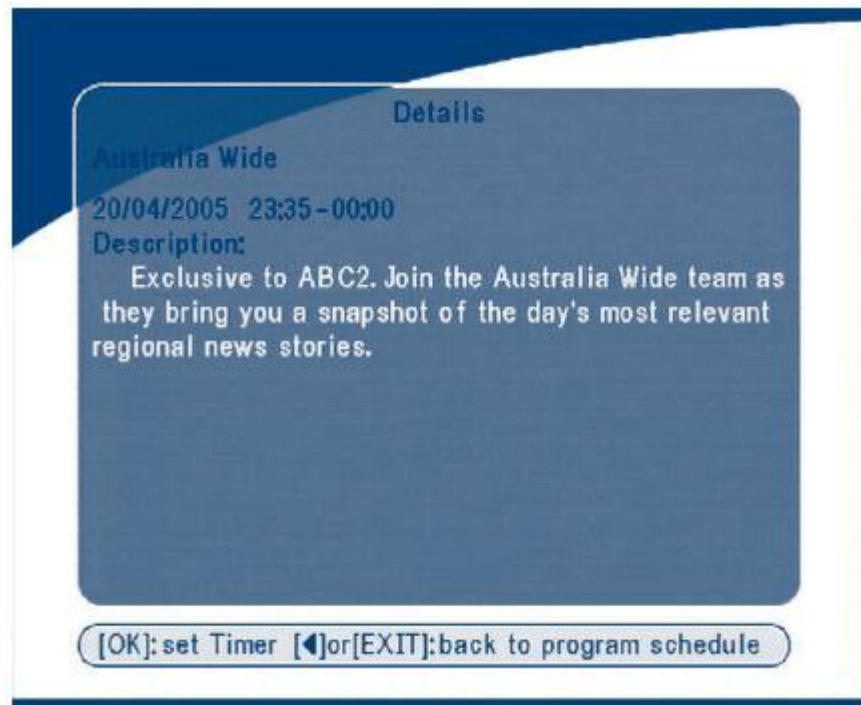 Details
Australia Wide
20/04/2005 23:35-00:00
Description:
Exclusive to ABC2. Join the Australia Wide team as
they bring you a snapshot of the day's most relevant
regional news stories.
[OK]: set Timer [◀]or[EXIT]:back to program schedule